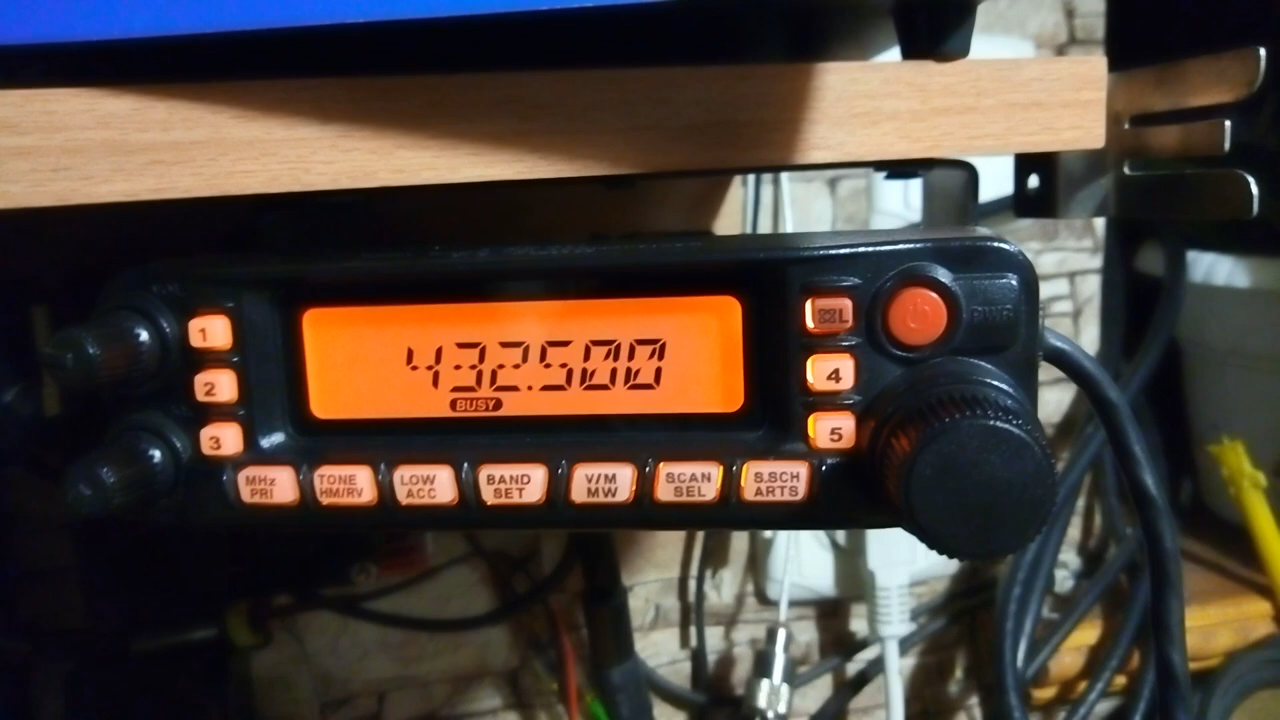 PWR
L
1
432.500
4
2
BUSY
3
5
MHz
PRI
TONE
HM/RV
LOW
ACC
BAND
SET
V/M
MW
SCAN
SEL
S.SCH
ARTS